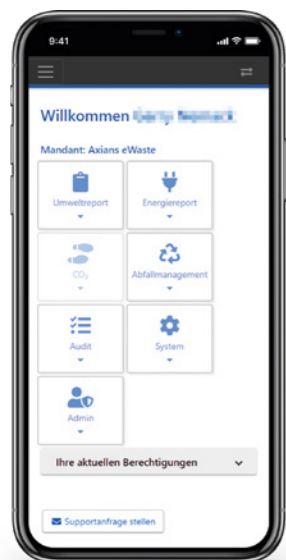 9:41
Willkommen
Mandant: Axians eWaste
Umweltreport
Energiereport
CO₂
Abfallmanagement
Audit
System
Admin
Ihre aktuellen Berechtigungen
Supportanfrage stellen